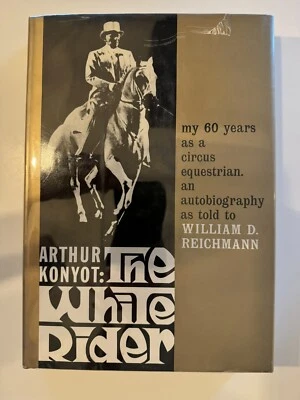 my 60 years
as a
circus
equestrian.
an
autobiography
as told to
WILLIAM D.
REICHMANN
ARTHUR
KONYOT: The
White
Rider